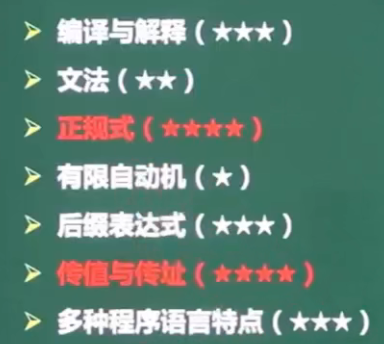 编译与解释（★★★）
文法（★★）
正规式（★★★★）
有限自动机（★）
后缀表达式（★★★）
传值与传址（★★★★）
多种程序语言特点（★★★）